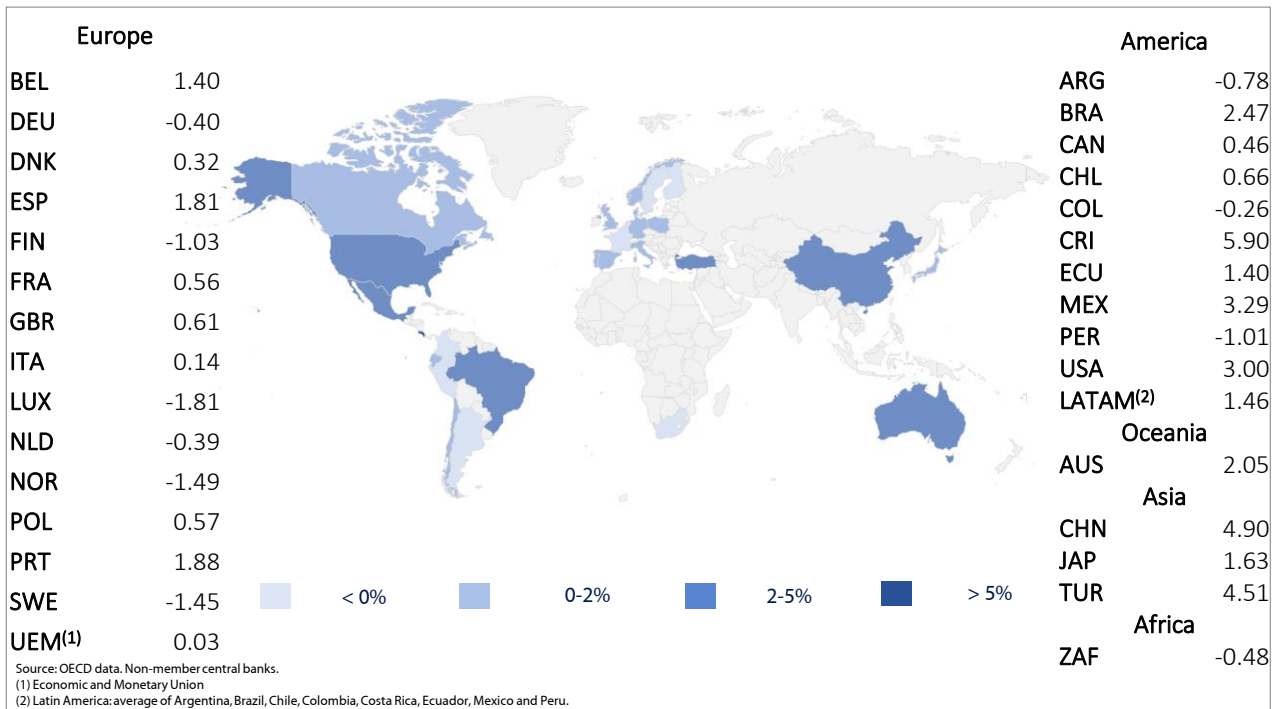 Europe
BEL 1.40
DEU -0.40
DNK 0.32
ESP 1.81
FIN -1.03
FRA 0.56
GBR 0.61
ITA 0.14
LUX -1.81
NLD -0.39
NOR -1.49
POL 0.57
PRT 1.88
SWE -1.45
UEM(1) 0.03
< 0% 0-2% 2-5% > 5%
America
ARG -0.78
BRA 2.47
CAN 0.46
CHL 0.66
COL -0.26
CRI 5.90
ECU 1.40
MEX 3.29
PER -1.01
USA 3.00
LATAM(2) 1.46
Oceania
AUS 2.05
Asia
CHN 4.90
JAP 1.63
TUR 4.51
Africa
ZAF -0.48
Source: OECD data. Non-member central banks.
(1) Economic and Monetary Union
(2) Latin America: average of Argentina, Brazil, Chile, Colombia, Costa Rica, Ecuador, Mexico and Peru.